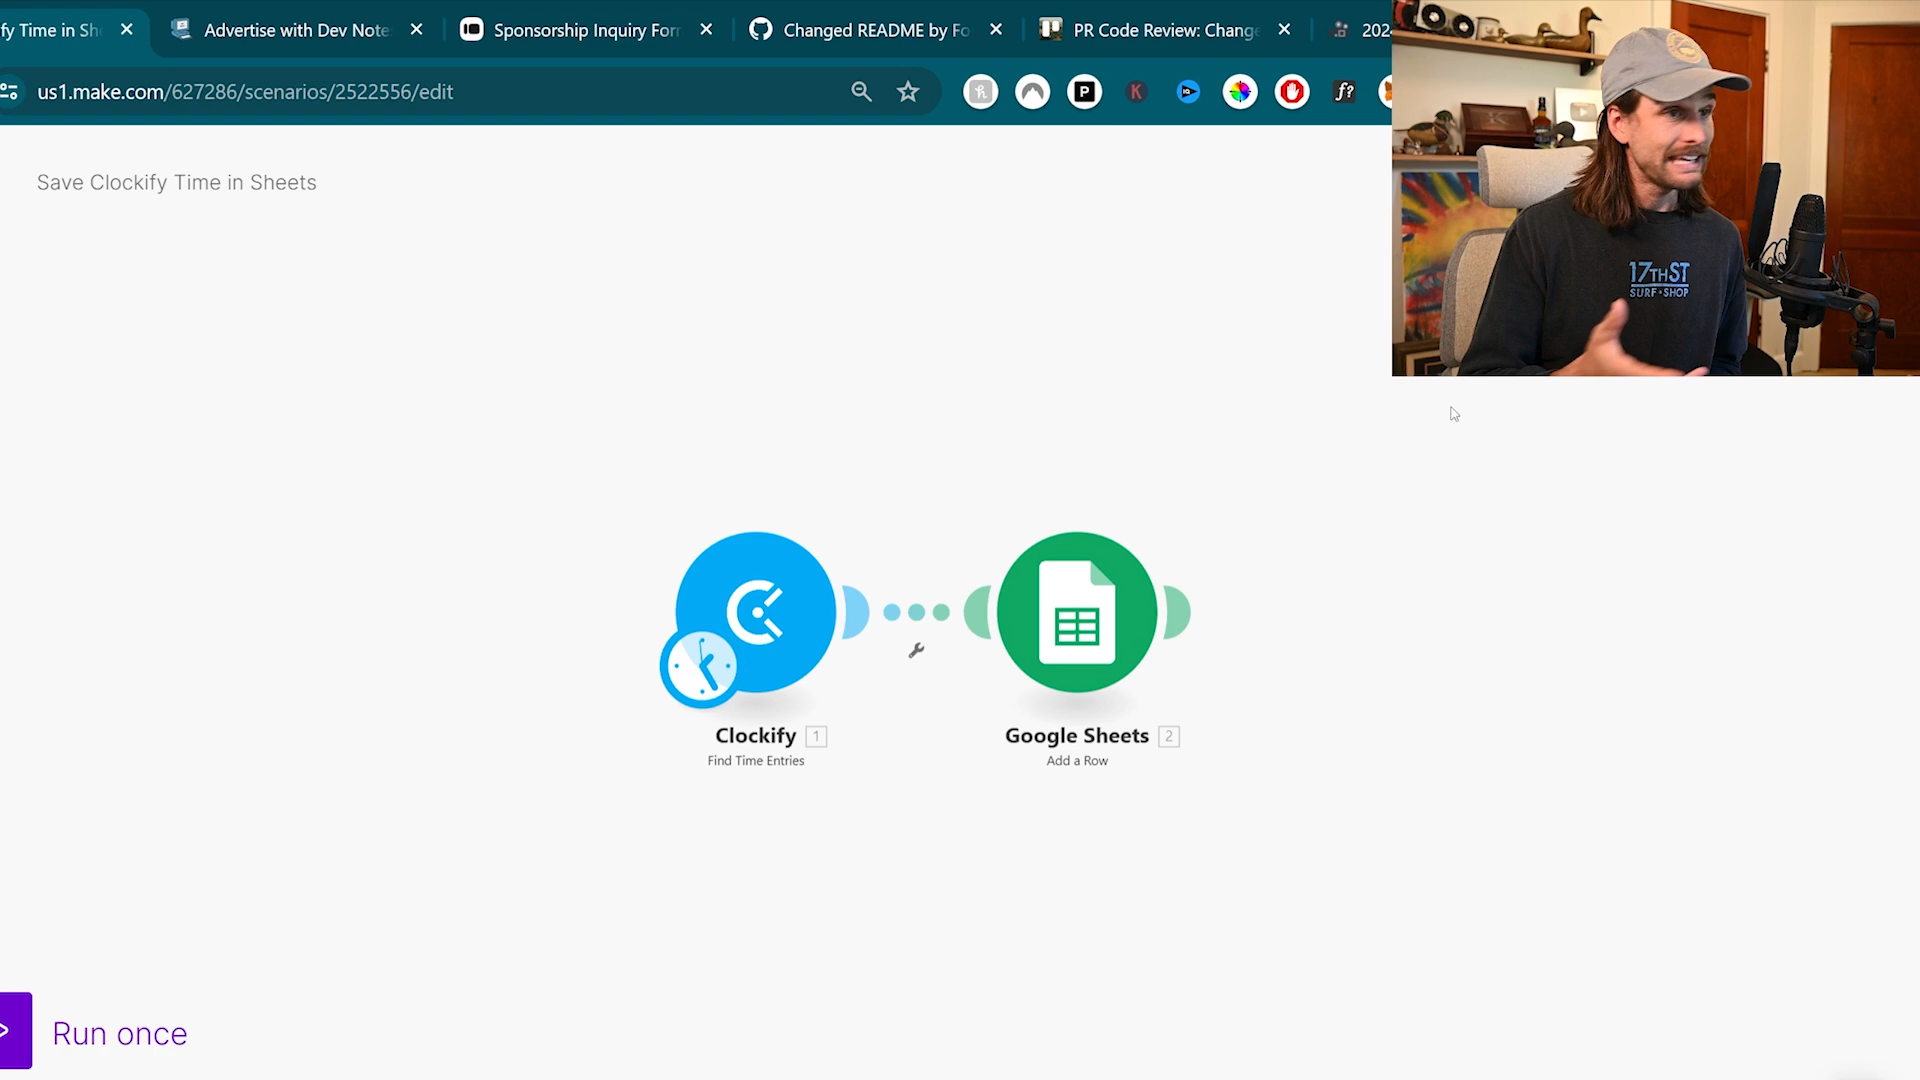 fy Time in Sh
Advertise with Dev Note
Sponsorship Inquiry For
Changed README by Fo
PR Code Review: Change
202
us1.make.com/627286/scenarios/2522556/edit
P
K
f?
Save Clockify Time in Sheets
17TH ST
SURF • SHOP
Clockify 1
Find Time Entries
Google Sheets 2
Add a Row
Run once